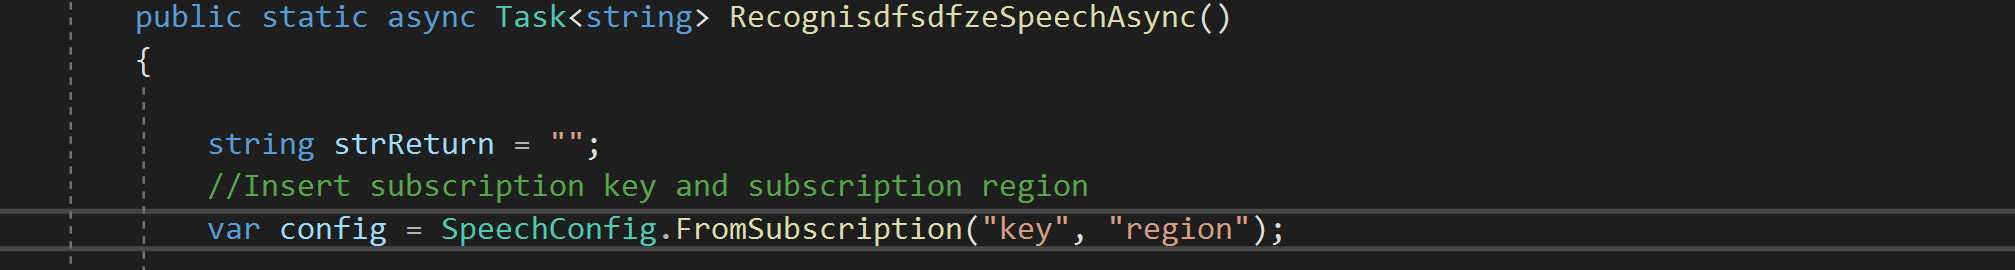 public static async Task<string> RecognisdfsdfzeSpeechAsync()
{
string strReturn = "";
//Insert subscription key and subscription region
var config = SpeechConfig.FromSubscription("key", "region");